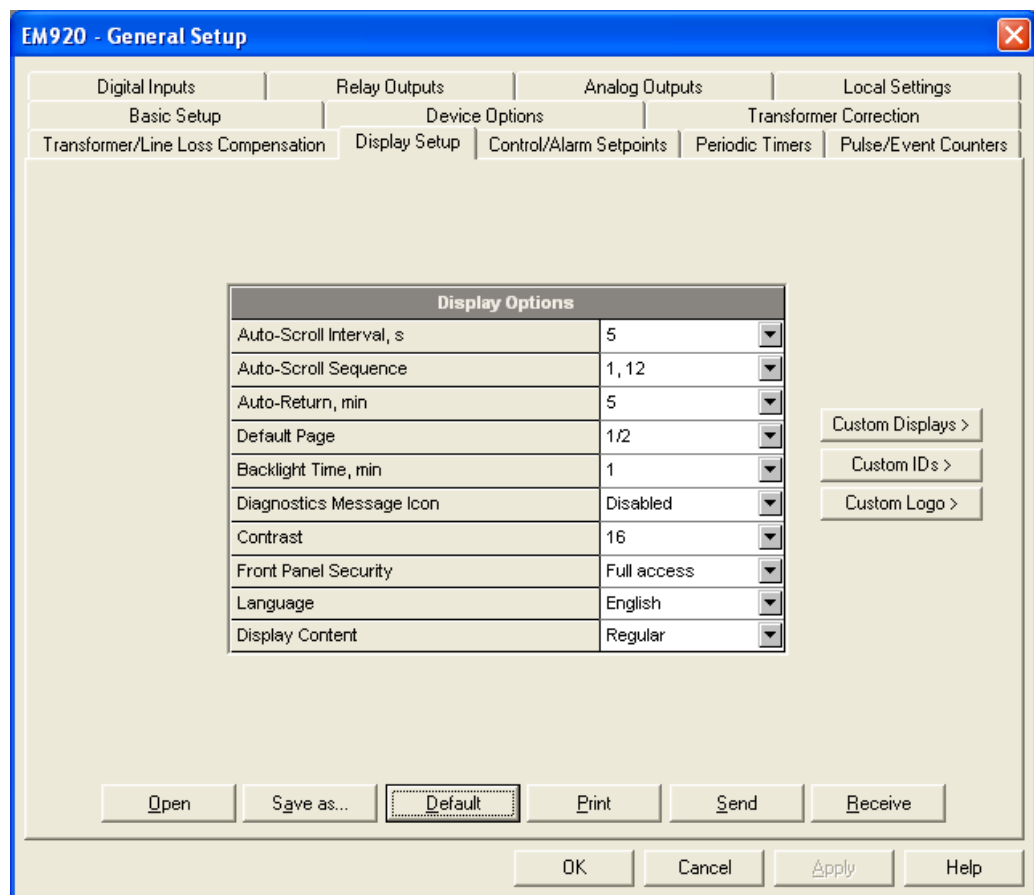 EM920 - General Setup
Digital Inputs Relay Outputs Analog Outputs Local Settings
Basic Setup Device Options Transformer Correction
Transformer/Line Loss Compensation Display Setup Control/Alarm Setpoints Periodic Timers Pulse/Event Counters
Display Options
Auto-Scroll Interval, s 5
Auto-Scroll Sequence 1, 12
Auto-Return, min 5
Default Page 1/2
Backlight Time, min 1
Diagnostics Message Icon Disabled
Contrast 16
Front Panel Security Full access
Language English
Display Content Regular
Custom Displays >
Custom IDs >
Custom Logo >
Open Save as... Default Print Send Receive
OK Cancel Apply Help